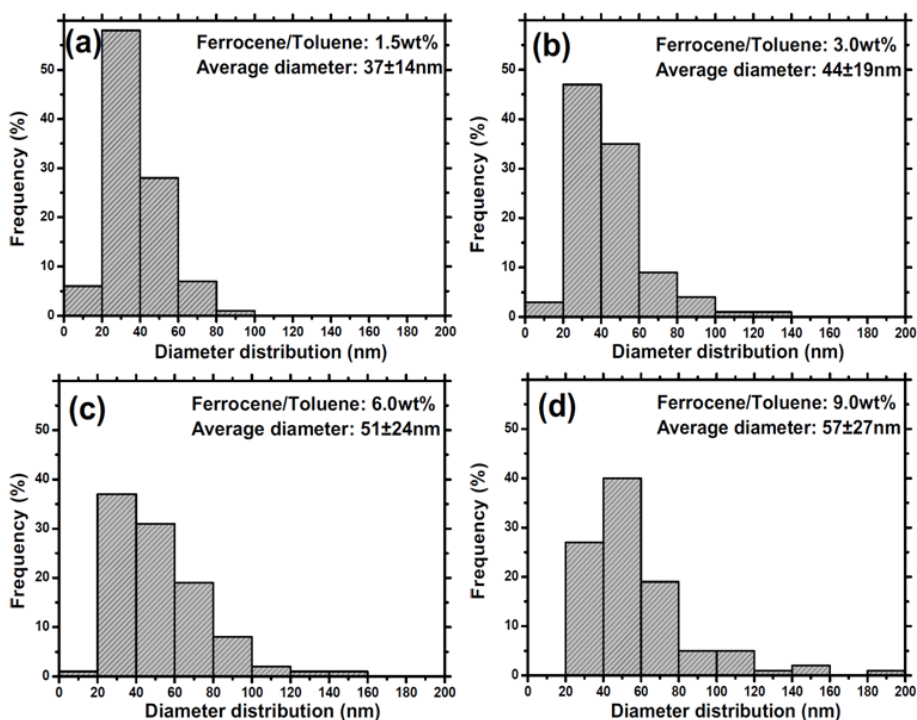 (a)
Ferrocene/Toluene: 1.5wt%
Average diameter: 37±14nm
Frequency (%)
50
40
30
20
10
0
0 20 40 60 80 100 120 140 160 180 200
Diameter distribution (nm)
(b)
Ferrocene/Toluene: 3.0wt%
Average diameter: 44±19nm
Frequency (%)
50
40
30
20
10
0
0 20 40 60 80 100 120 140 160 180 200
Diameter distribution (nm)
(c)
Ferrocene/Toluene: 6.0wt%
Average diameter: 51±24nm
Frequency (%)
50
40
30
20
10
0
0 20 40 60 80 100 120 140 160 180 200
Diameter distribution (nm)
(d)
Ferrocene/Toluene: 9.0wt%
Average diameter: 57±27nm
Frequency (%)
50
40
30
20
10
0
0 20 40 60 80 100 120 140 160 180 200
Diameter distribution (nm)